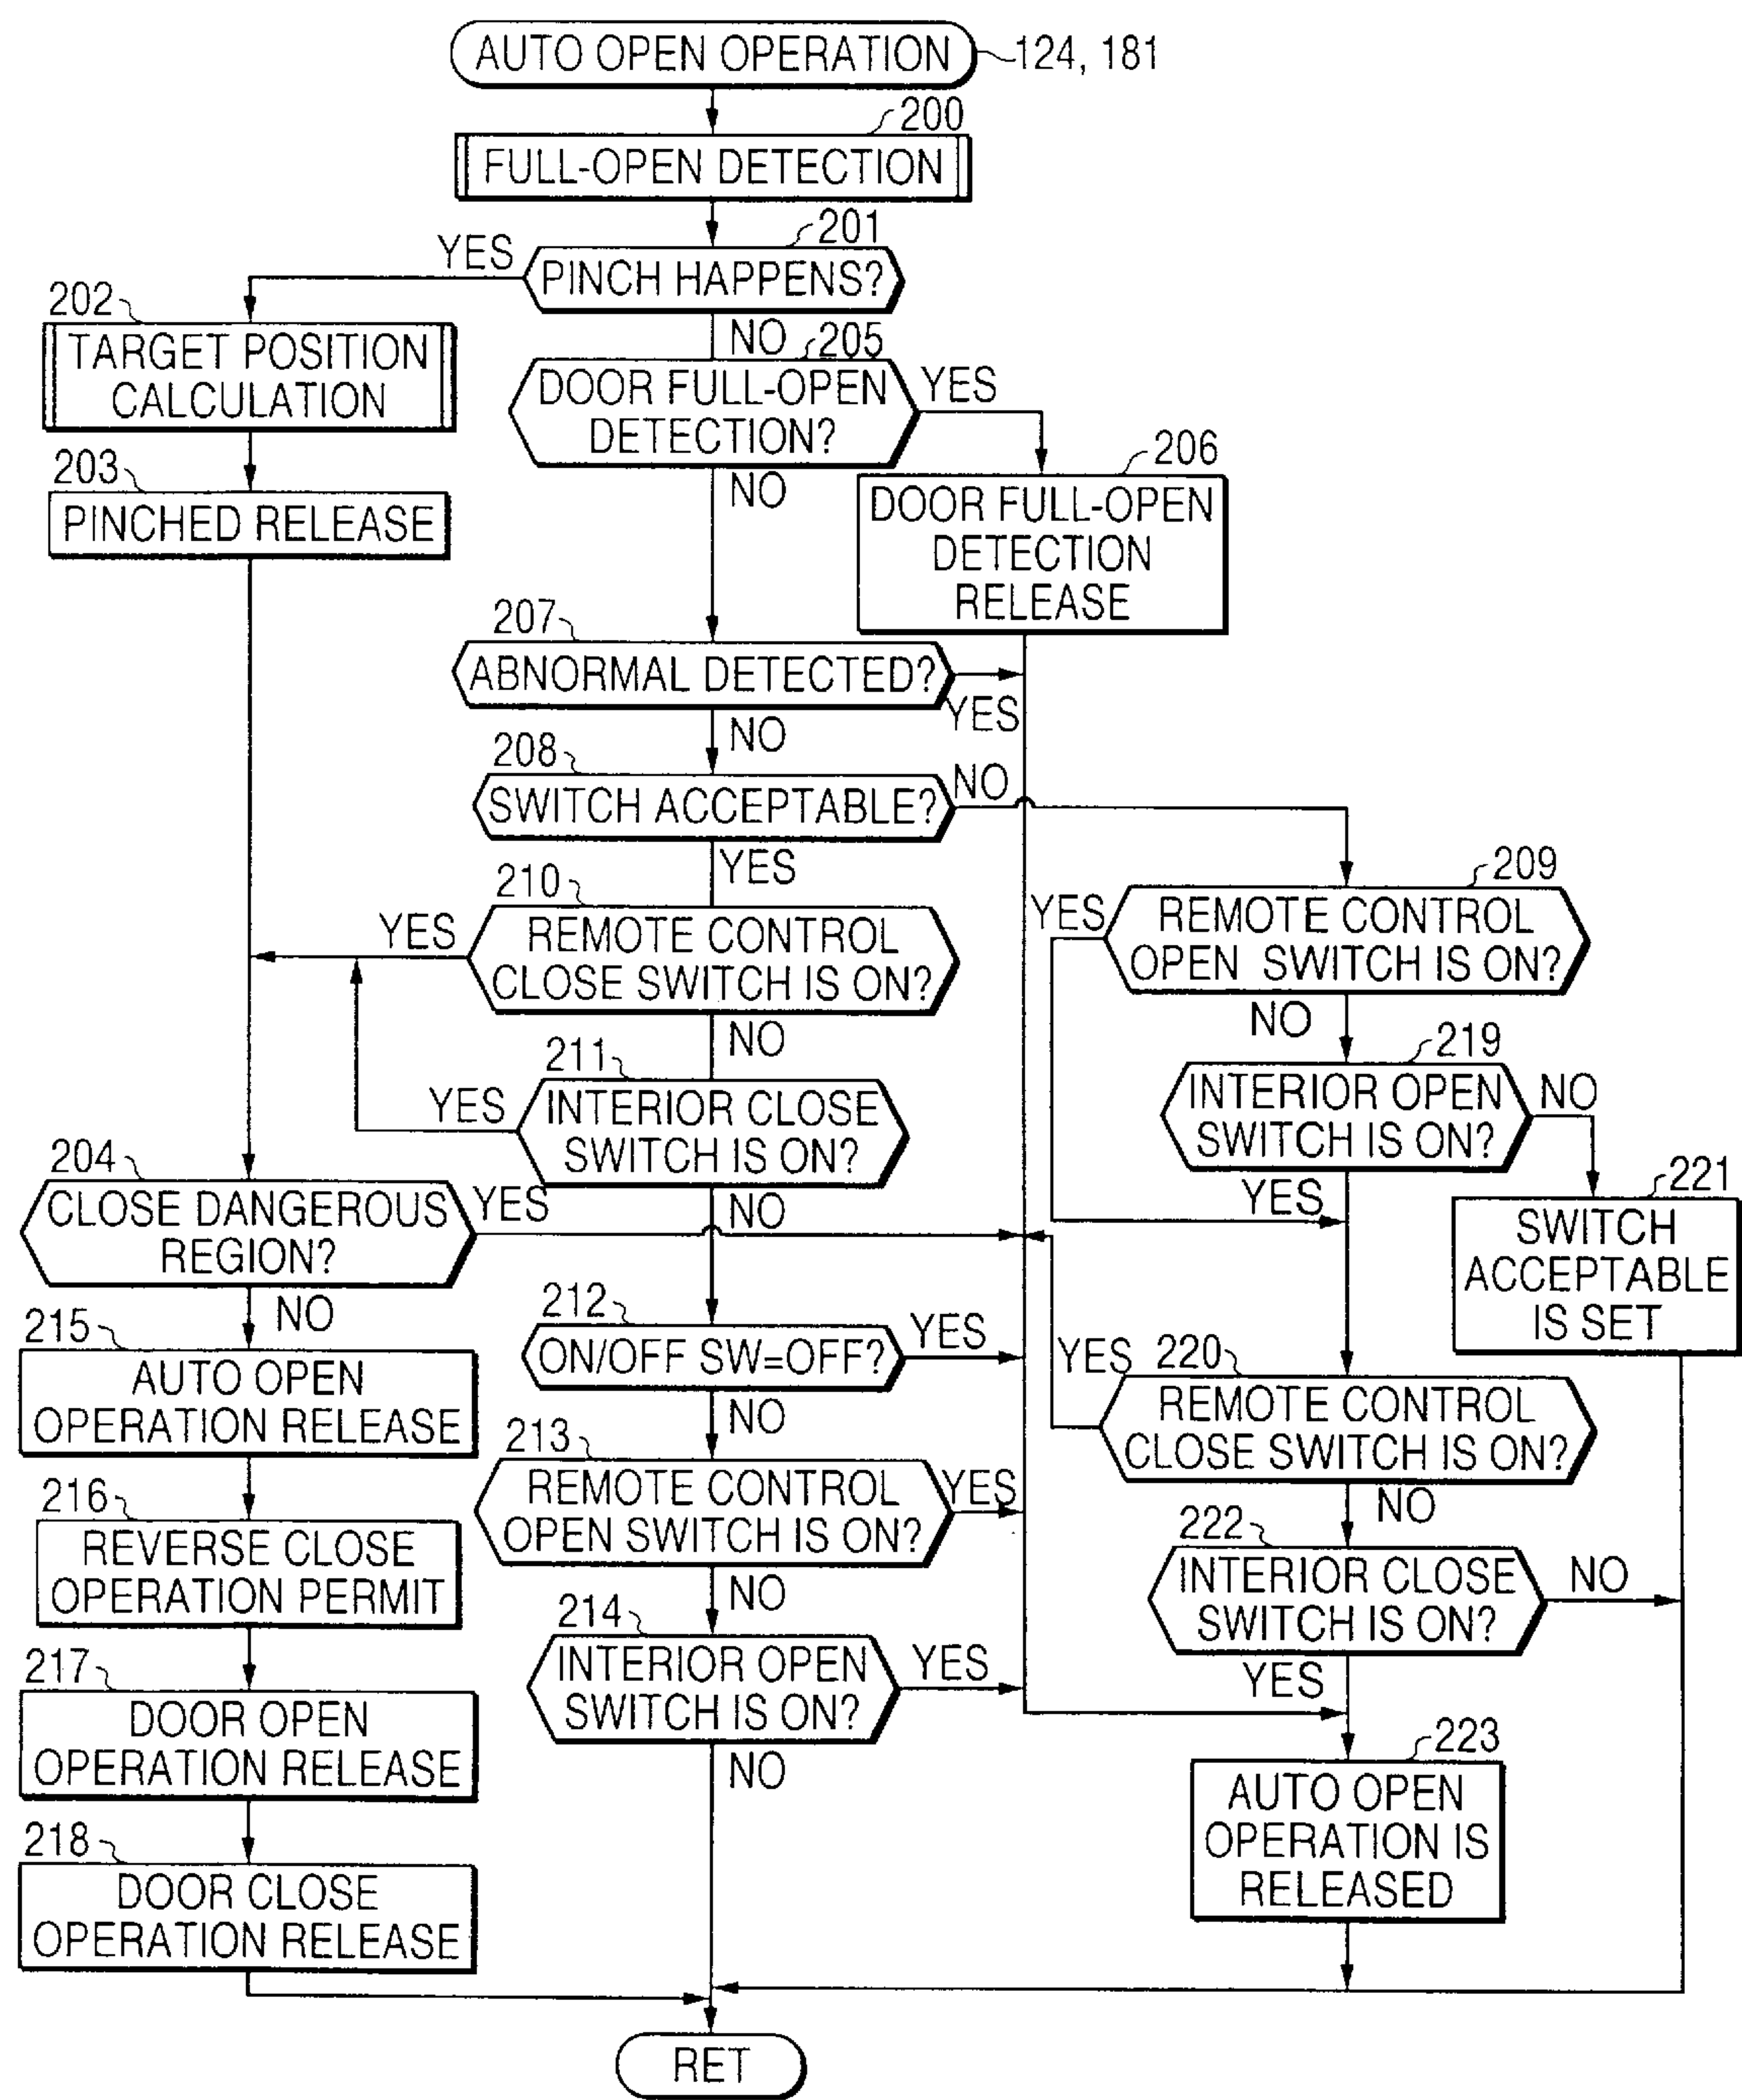 AUTO OPEN OPERATION
124, 181
200
FULL-OPEN DETECTION
201
PINCH HAPPENS?
YES
NO
202
TARGET POSITION
CALCULATION
203
PINCHED RELEASE
205
DOOR FULL-OPEN
DETECTION?
YES
NO
206
DOOR FULL-OPEN
DETECTION
RELEASE
207
ABNORMAL DETECTED?
YES
NO
208
SWITCH ACCEPTABLE?
NO
YES
210
REMOTE CONTROL
CLOSE SWITCH IS ON?
YES
NO
209
REMOTE CONTROL
OPEN SWITCH IS ON?
YES
NO
211
INTERIOR CLOSE
SWITCH IS ON?
YES
NO
219
INTERIOR OPEN
SWITCH IS ON?
NO
YES
204
CLOSE DANGEROUS
REGION?
YES
NO
221
SWITCH
ACCEPTABLE
IS SET
212
ON/OFF SW=OFF?
YES
NO
215
AUTO OPEN
OPERATION RELEASE
220
REMOTE CONTROL
CLOSE SWITCH IS ON?
YES
NO
213
REMOTE CONTROL
OPEN SWITCH IS ON?
YES
NO
216
REVERSE CLOSE
OPERATION PERMIT
222
INTERIOR CLOSE
SWITCH IS ON?
NO
YES
214
INTERIOR OPEN
SWITCH IS ON?
YES
NO
217
DOOR OPEN
OPERATION RELEASE
223
AUTO OPEN
OPERATION IS
RELEASED
218
DOOR CLOSE
OPERATION RELEASE
RET